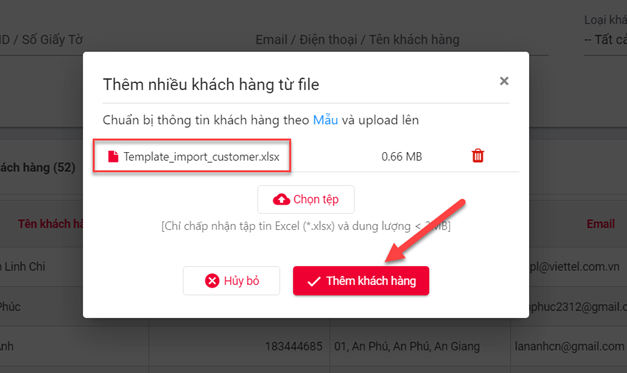 ID / Số Giấy Tờ
Email / Điện thoại / Tên khách hàng
Loại khá
-- Tất cả
Thêm nhiều khách hàng từ file
×
Chuẩn bị thông tin khách hàng theo Mẫu và upload lên
Template_import_customer.xlsx
0.66 MB
ách hàng (52)
Chọn tệp
[Chỉ chấp nhận tập tin Excel (*.xlsx) và dung lượng < MB]
Tên khách hà
Email
Linh Chi
pl@viettel.com.vn
Hủy bỏ
Thêm khách hàng
Phúc
phuc2312@gmail.c
Anh
183444685
01, An Phú, An Phú, An Giang
lananhcn@gmail.com